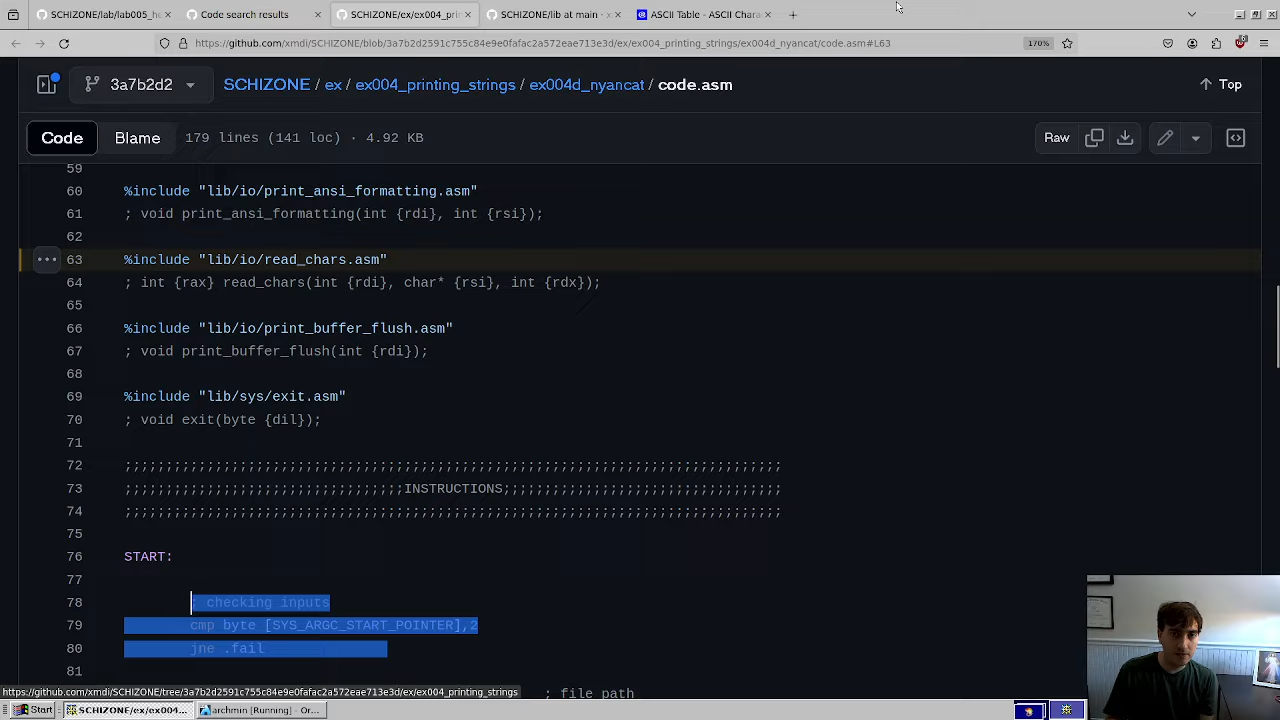 SCHIZONE/lab/lab005_h
Code search results
SCHIZONE/ex/ex004_pri
SCHIZONE/lib at main · x
ASCII Table - ASCII Chara
https://github.com/xmdi/SCHIZONE/blob/3a7b2d2591c755c84e9e0fafac2a572eae713e3d/ex/ex004_printing_strings/ex004d_nyancat/code.asm#L63
170%
3a7b2d2
SCHIZONE / ex / ex004_printing_strings / ex004d_nyancat / code.asm
Top
Code
Blame
179 lines (141 loc) · 4.92 KB
Raw
59
60 %include "lib/io/print_ansi_formatting.asm"
61 ; void print_ansi_formatting(int {rdi}, int {rsi});
62
63 %include "lib/io/read_chars.asm"
64 ; int {rax} read_chars(int {rdi}, char* {rsi}, int {rdx});
65
66 %include "lib/io/print_buffer_flush.asm"
67 ; void print_buffer_flush(int {rdi});
68
69 %include "lib/sys/exit.asm"
70 ; void exit(byte {dil});
71
72 ;;;;;;;;;;;;;;;;;;;;;;;;;;;;;;;;;;;;;;;;;;;;;;;;;;;;;;;;;;;;;;;;;;;;;;;;;;;;;;;;
73 ;;;;;;;;;;;;;;;;;;;;;;;;;;;;;;;;;;INSTRUCTIONS;;;;;;;;;;;;;;;;;;;;;;;;;;;;;;;;;;
74 ;;;;;;;;;;;;;;;;;;;;;;;;;;;;;;;;;;;;;;;;;;;;;;;;;;;;;;;;;;;;;;;;;;;;;;;;;;;;;;;;
75
76 START:
77
78 ; checking inputs
79 cmp byte [SYS_ARGC_START_POINTER],2
80 jne .fail
81
; file path
https://github.com/xmdi/SCHIZONE/tree/3a7b2d2591c755c84e9e0fafac2a572eae713e3d/ex/ex004_printing_strings
Start
SCHIZONE/ex/ex004...
archmin [Running] - Or...